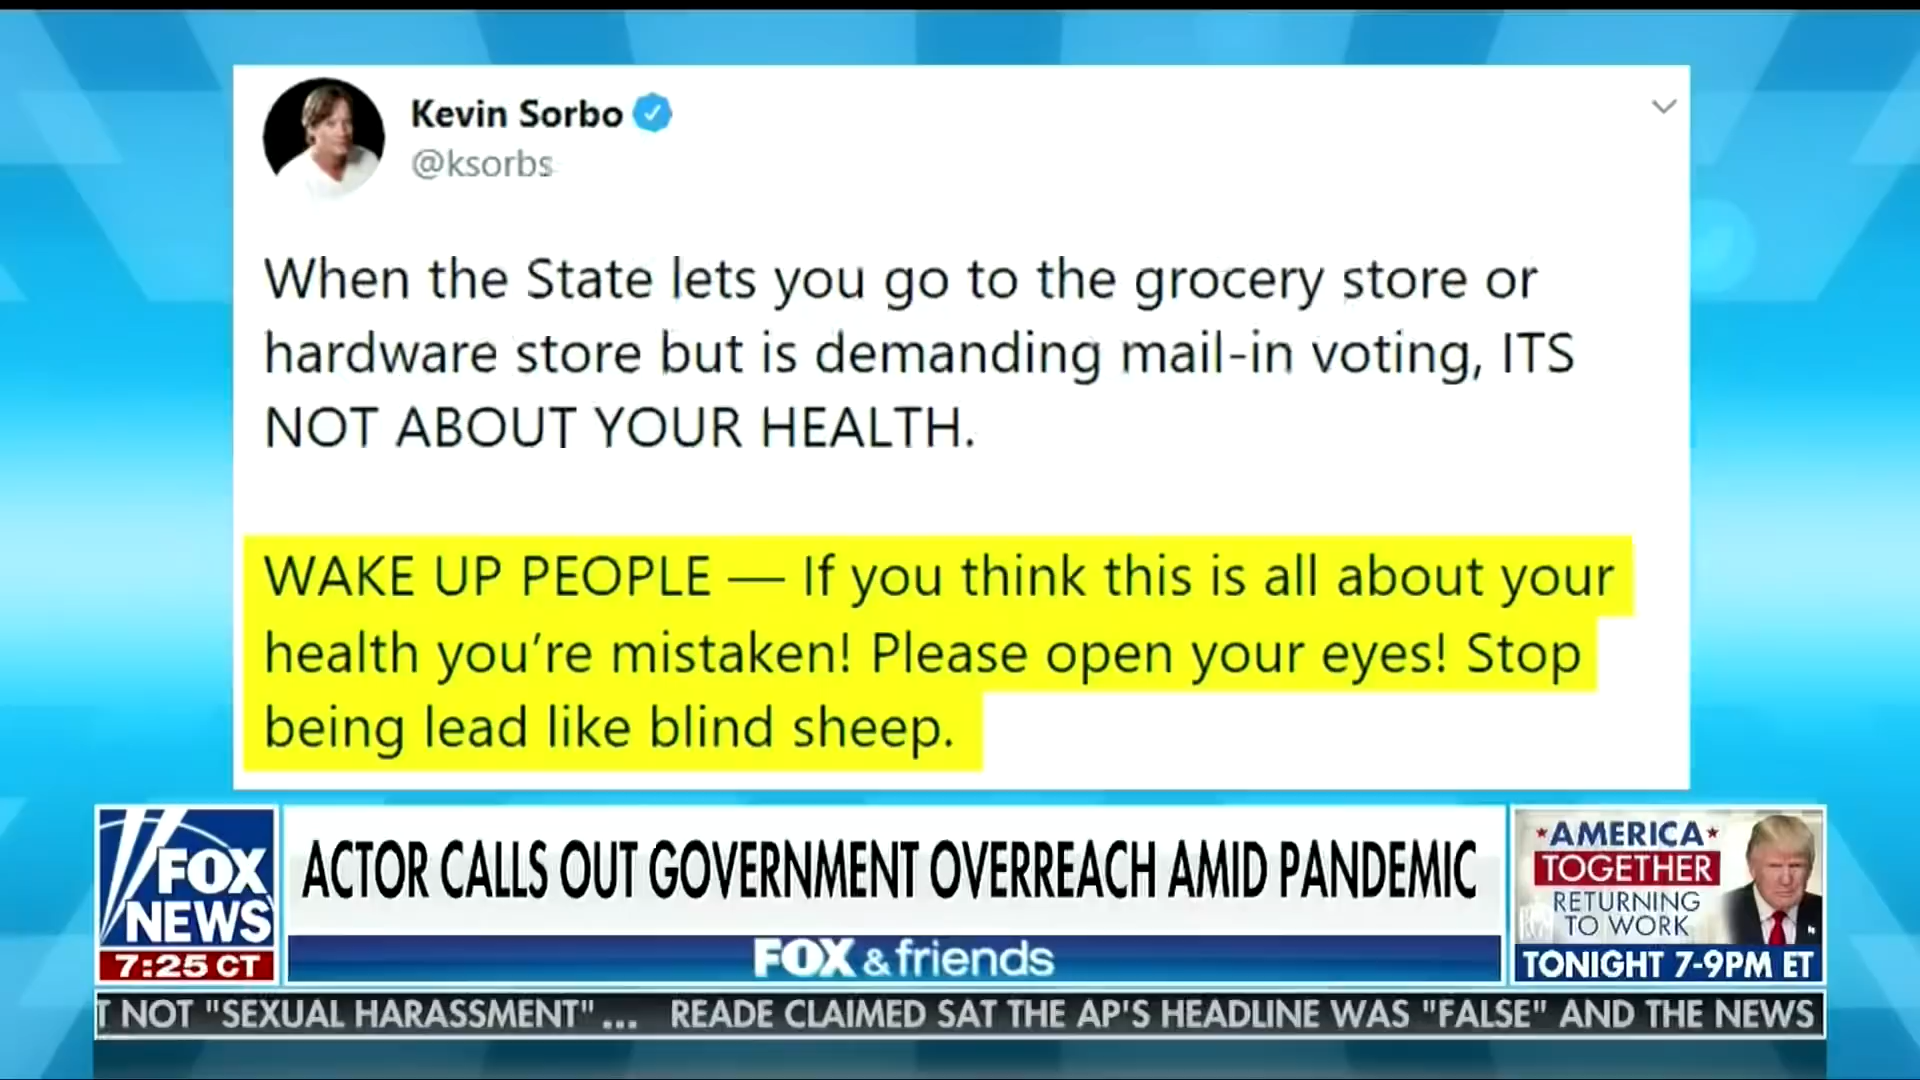 Kevin Sorbo
@ksorbs
When the State lets you go to the grocery store or
hardware store but is demanding mail-in voting, ITS
NOT ABOUT YOUR HEALTH.
WAKE UP PEOPLE — If you think this is all about your
health you're mistaken! Please open your eyes! Stop
being lead like blind sheep.
FOX
NEWS
7:25 CT
ACTOR CALLS OUT GOVERNMENT OVERREACH AMID PANDEMIC
FOX & friends
AMERICA
TOGETHER
RETURNING
TO WORK
TONIGHT 7-9PM ET
T NOT "SEXUAL HARASSMENT" ... READE CLAIMED SAT THE AP'S HEADLINE WAS "FALSE" AND THE NEWS